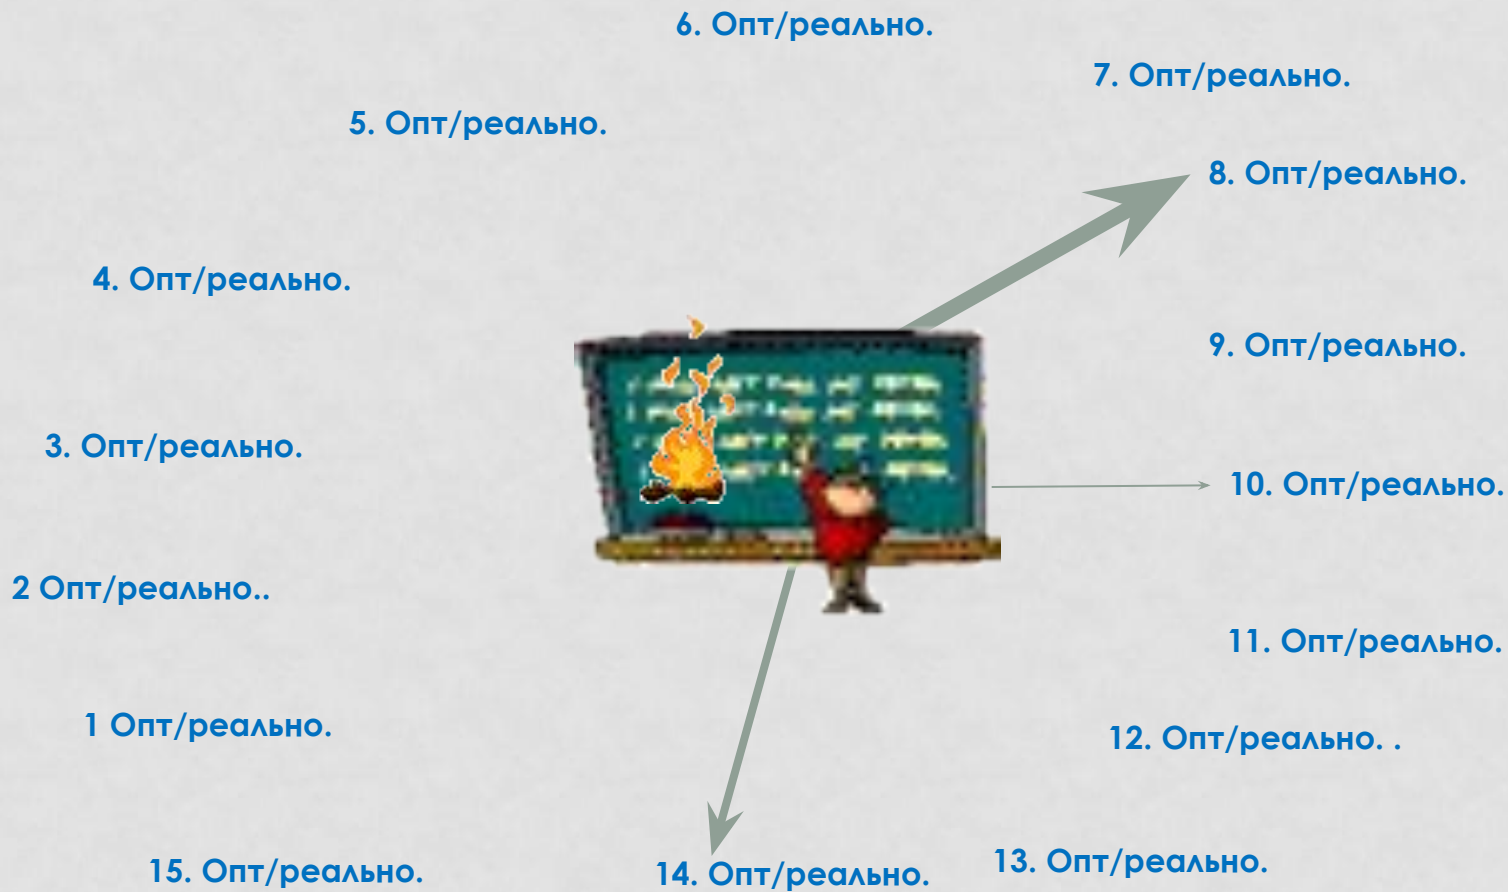 6. Опт/реально.
7. Опт/реально.
5. Опт/реально.
8. Опт/реально.
4. Опт/реально.
9. Опт/реально.
3. Опт/реально.
10. Опт/реально.
2 Опт/реально..
11. Опт/реально.
1 Опт/реально.
12. Опт/реально. .
15. Опт/реально.
14. Опт/реально.
13. Опт/реально.